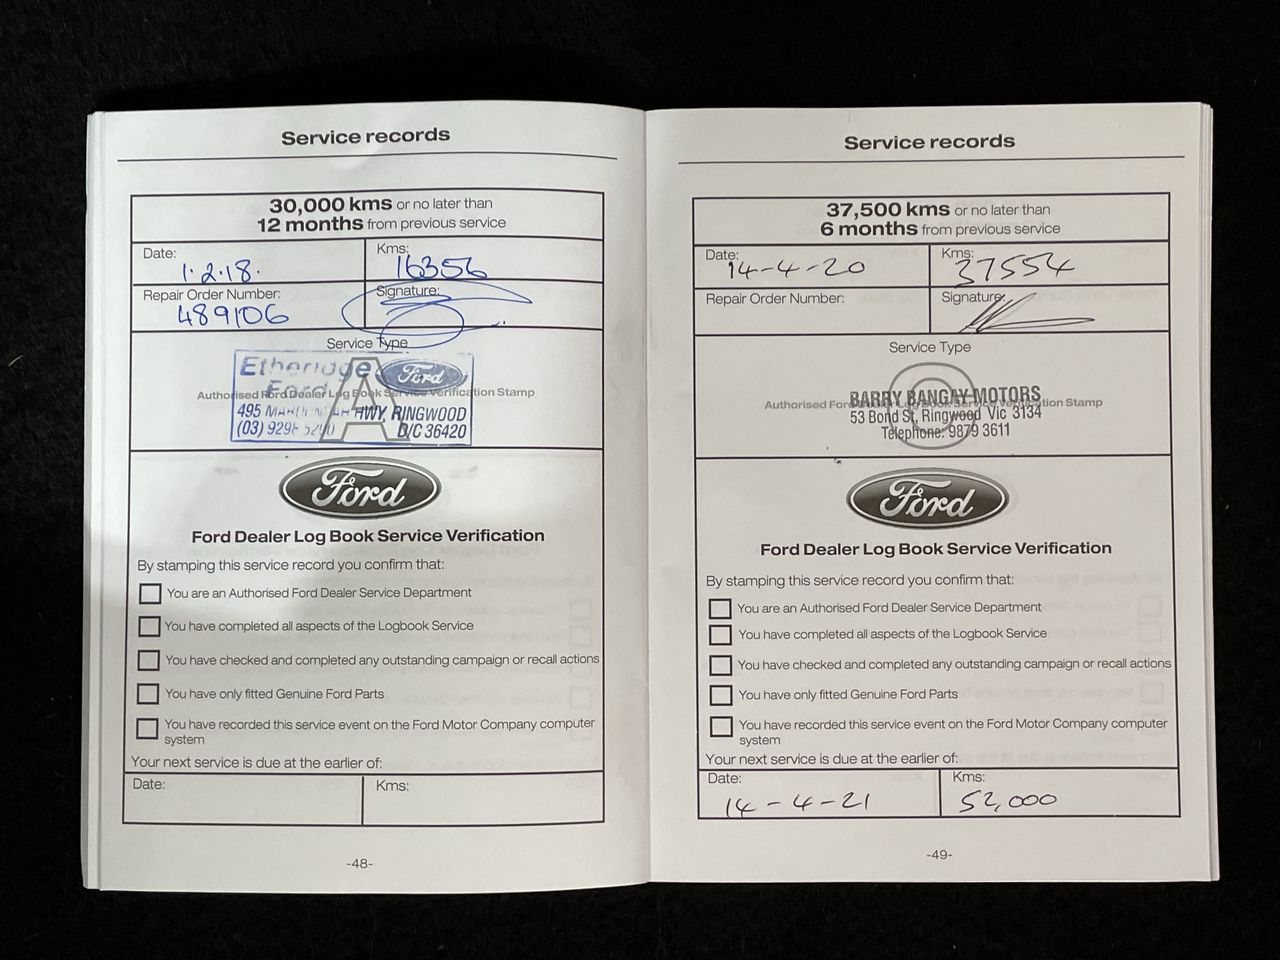 Service records
30,000 kms or no later than
12 months from previous service
Date:
1.2.18.
Kms:
16356
Repair Order Number:
489106
Signature:
Service Type
A
Authorised Ford Dealer Log Book Service Verification Stamp
Etheridge
Ford
Ford
495 HWY, RINGWOOD
(03) D/C 36420
Ford
Ford Dealer Log Book Service Verification
By stamping this service record you confirm that:
You are an Authorised Ford Dealer Service Department
You have completed all aspects of the Logbook Service
You have checked and completed any outstanding campaign or recall actions
You have only fitted Genuine Ford Parts
You have recorded this service event on the Ford Motor Company computer
system
Your next service is due at the earlier of:
Date:
Kms:
-48-
Service records
37,500 kms or no later than
6 months from previous service
Date:
14-4-20
Kms:
37554
Repair Order Number:
Signature:
Service Type
Authorised Ford Dealer Log Book Service Verification Stamp
BARRY BANGAY MOTORS
53 Bond St, Ringwood Vic 3134
Telephone: 9879 3611
Ford
Ford Dealer Log Book Service Verification
By stamping this service record you confirm that:
You are an Authorised Ford Dealer Service Department
You have completed all aspects of the Logbook Service
You have checked and completed any outstanding campaign or recall actions
You have only fitted Genuine Ford Parts
You have recorded this service event on the Ford Motor Company computer
system
Your next service is due at the earlier of:
Date:
14-4-21
Kms:
52,000
-49-